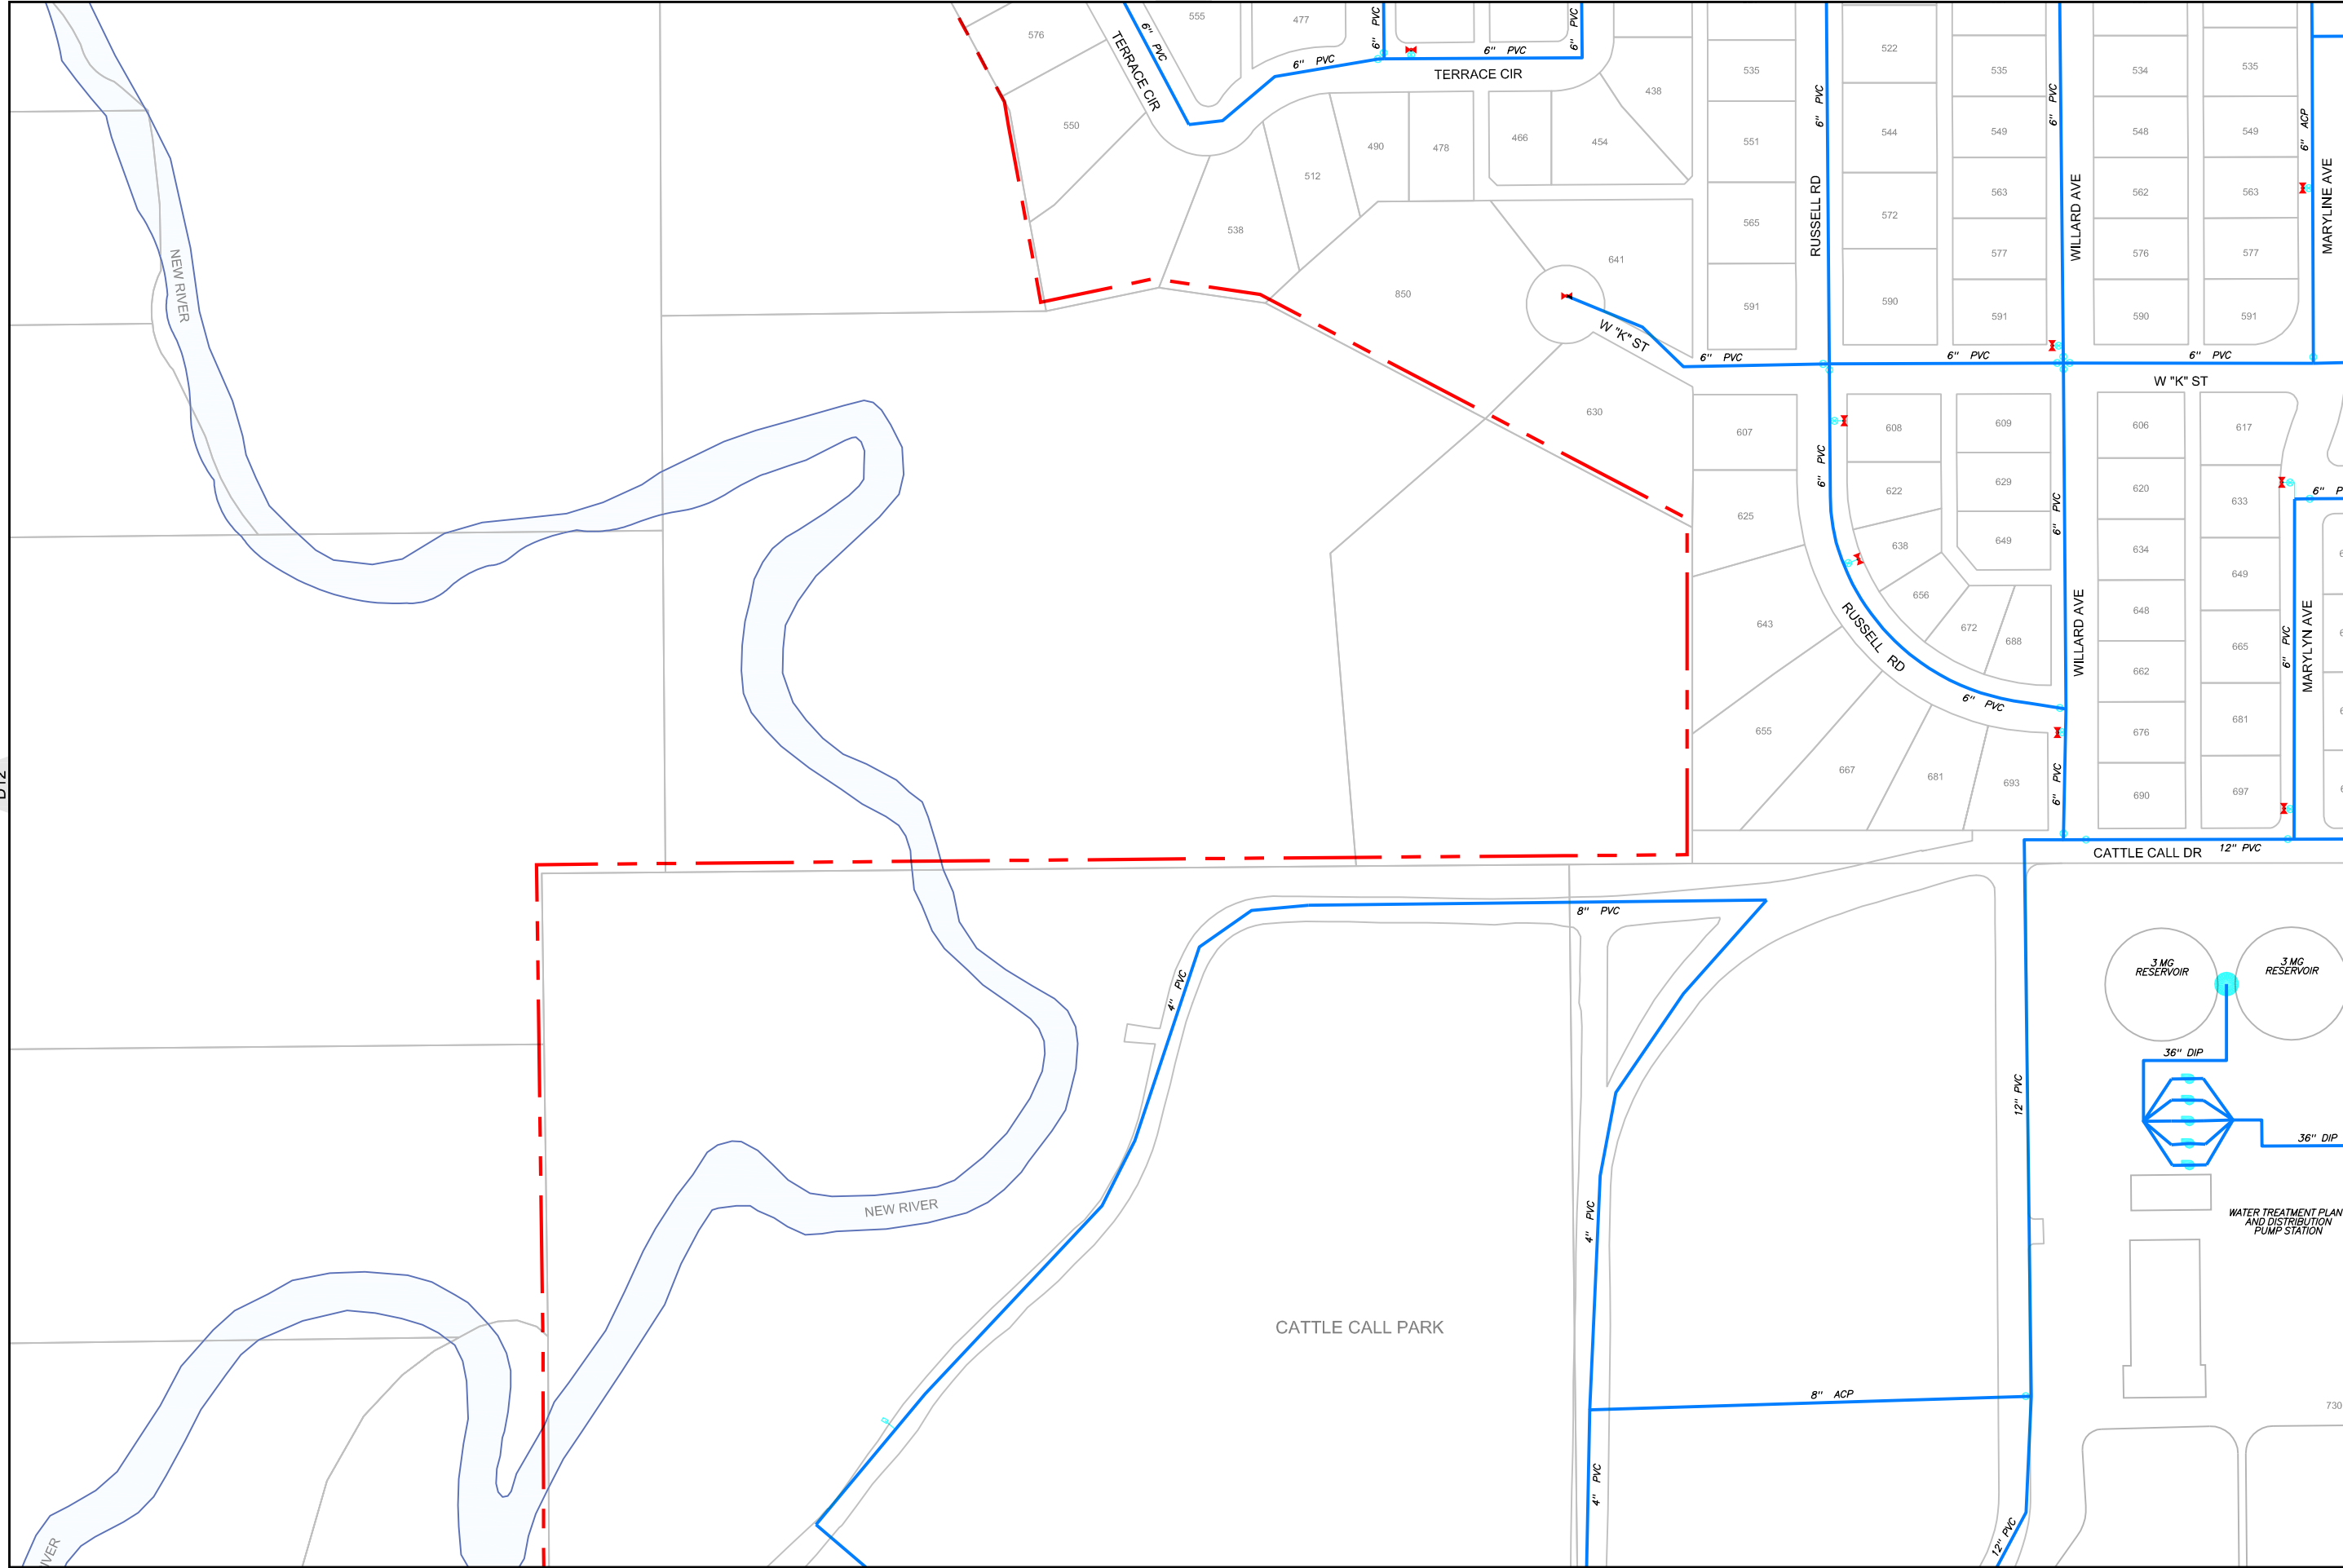 555
477
6" PVC
6" PVC
576
TERRACE CIR
6" PVC
6" PVC
6" PVC
TERRACE CIR
522
535
535
534
535
438
6" PVC
6" PVC
6" ACP
550
551
544
549
548
549
490
478
466
454
512
565
572
563
562
563
RUSSELL RD
WILLARD AVE
MARYLINE AVE
538
641
577
576
577
NEW RIVER
850
591
590
591
590
591
W "K" ST
6" PVC
6" PVC
6" PVC
W "K" ST
630
607
608
609
606
617
6" PVC
622
629
620
633
6" PVC
625
638
649
634
649
656
648
643
RUSSELL RD
672
688
662
665
WILLARD AVE
6" PVC
MARYLYN AVE
6" PVC
655
676
681
667
681
693
6" PVC
690
697
D12
CATTLE CALL DR
12" PVC
8" PVC
4" PVC
3 MG
RESERVOIR
3 MG
RESERVOIR
36" DIP
12" PVC
36" DIP
NEW RIVER
4" PVC
WATER TREATMENT PLAN
AND DISTRIBUTION
PUMP STATION
CATTLE CALL PARK
8" ACP
730
4" PVC
12" PVC
IVER